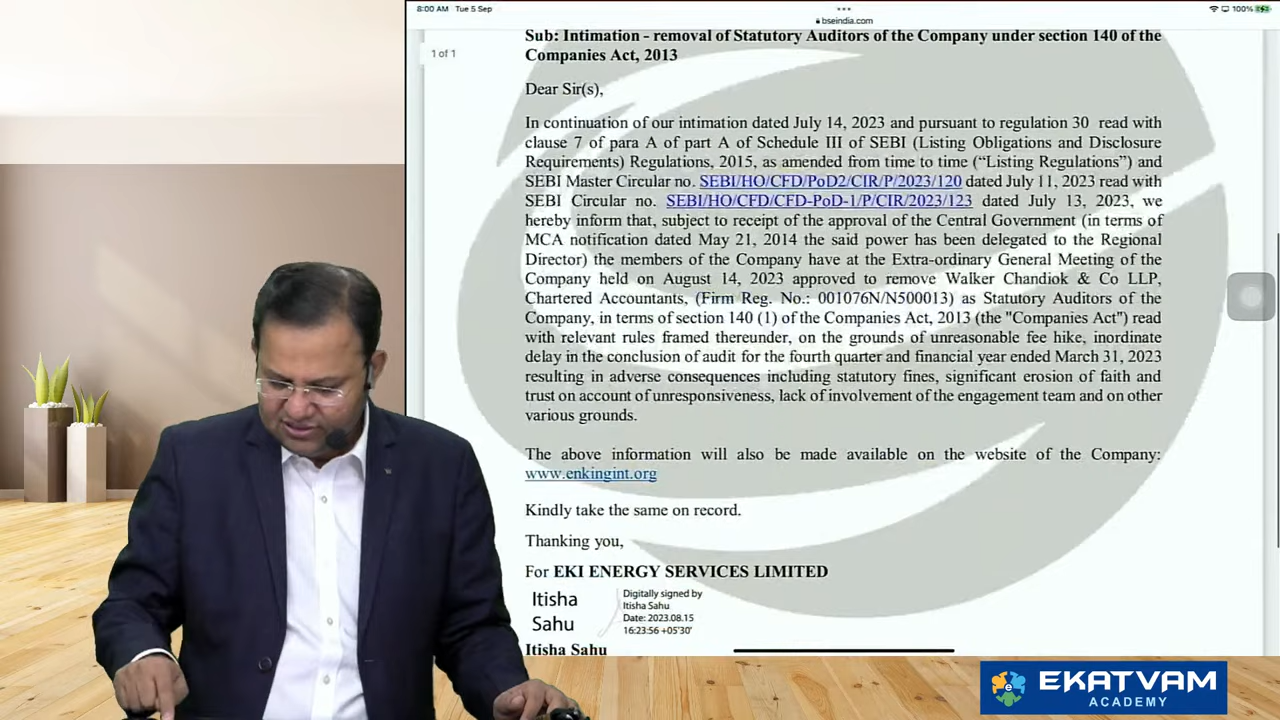 8:00 AM Tue 5 Sep
100%
bseindia.com
1 of 1
Sub: Intimation - removal of Statutory Auditors of the Company under section 140 of the
Companies Act, 2013
Dear Sir(s),
In continuation of our intimation dated July 14, 2023 and pursuant to regulation 30 read with
clause 7 of para A of part A of Schedule III of SEBI (Listing Obligations and Disclosure
Requirements) Regulations, 2015, as amended from time to time (“Listing Regulations”) and
SEBI Master Circular no. SEBI/HO/CFD/PoD2/CIR/P/2023/120 dated July 11, 2023 read with
SEBI Circular no. SEBI/HO/CFD/CFD-PoD-1/P/CIR/2023/123 dated July 13, 2023, we
hereby inform that, subject to receipt of the approval of the Central Government (in terms of
MCA notification dated May 21, 2014 the said power has been delegated to the Regional
Director) the members of the Company have at the Extra-ordinary General Meeting of the
Company held on August 14, 2023 approved to remove Walker Chandiok & Co LLP,
Chartered Accountants, (Firm Reg. No.: 001076N/N500013) as Statutory Auditors of the
Company, in terms of section 140 (1) of the Companies Act, 2013 (the "Companies Act") read
with relevant rules framed thereunder, on the grounds of unreasonable fee hike, inordinate
delay in the conclusion of audit for the fourth quarter and financial year ended March 31, 2023
resulting in adverse consequences including statutory fines, significant erosion of faith and
trust on account of unresponsiveness, lack of involvement of the engagement team and on other
various grounds.
The above information will also be made available on the website of the Company:
www.enkingint.org
Kindly take the same on record.
Thanking you,
For EKI ENERGY SERVICES LIMITED
Itisha
Sahu
Digitally signed by
Itisha Sahu
Date: 2023.08.15
16:23:56 +05'30'
Itisha Sahu
EKATVAM
ACADEMY